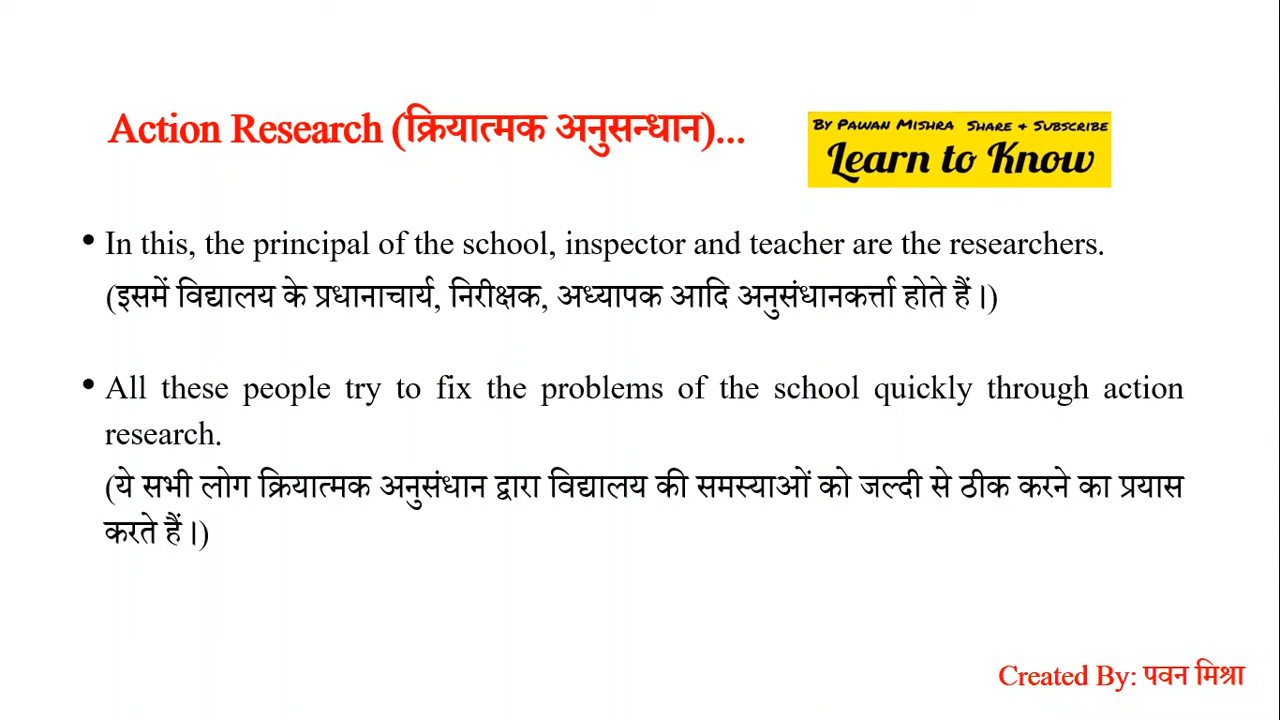 Action Research (क्रियात्मक अनुसन्धान)...
By Pawan Mishra Share & Subscribe
Learn to Know
• In this, the principal of the school, inspector and teacher are the researchers.
(इसमें विद्यालय के प्रधानाचार्य, निरीक्षक, अध्यापक आदि अनुसंधानकर्त्ता होते हैं।)
• All these people try to fix the problems of the school quickly through action
research.
(ये सभी लोग क्रियात्मक अनुसंधान द्वारा विद्यालय की समस्याओं को जल्दी से ठीक करने का प्रयास
करते हैं।)
Created By: पवन मिश्रा